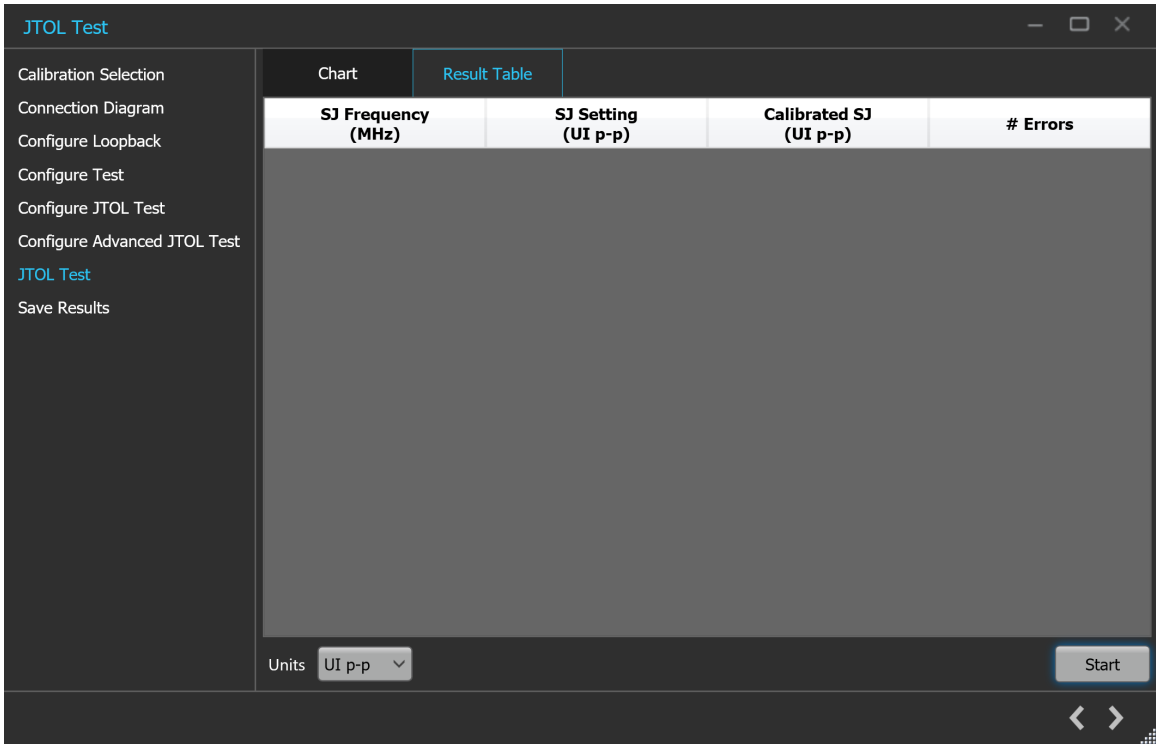 JTOL Test
Calibration Selection
Connection Diagram
Configure Loopback
Configure Test
Configure JTOL Test
Configure Advanced JTOL Test
JTOL Test
Save Results
Chart
Result Table
SJ Frequency
(MHz)
SJ Setting
(UI p-p)
Calibrated SJ
(UI p-p)
# Errors
Units
UI p-p
Start